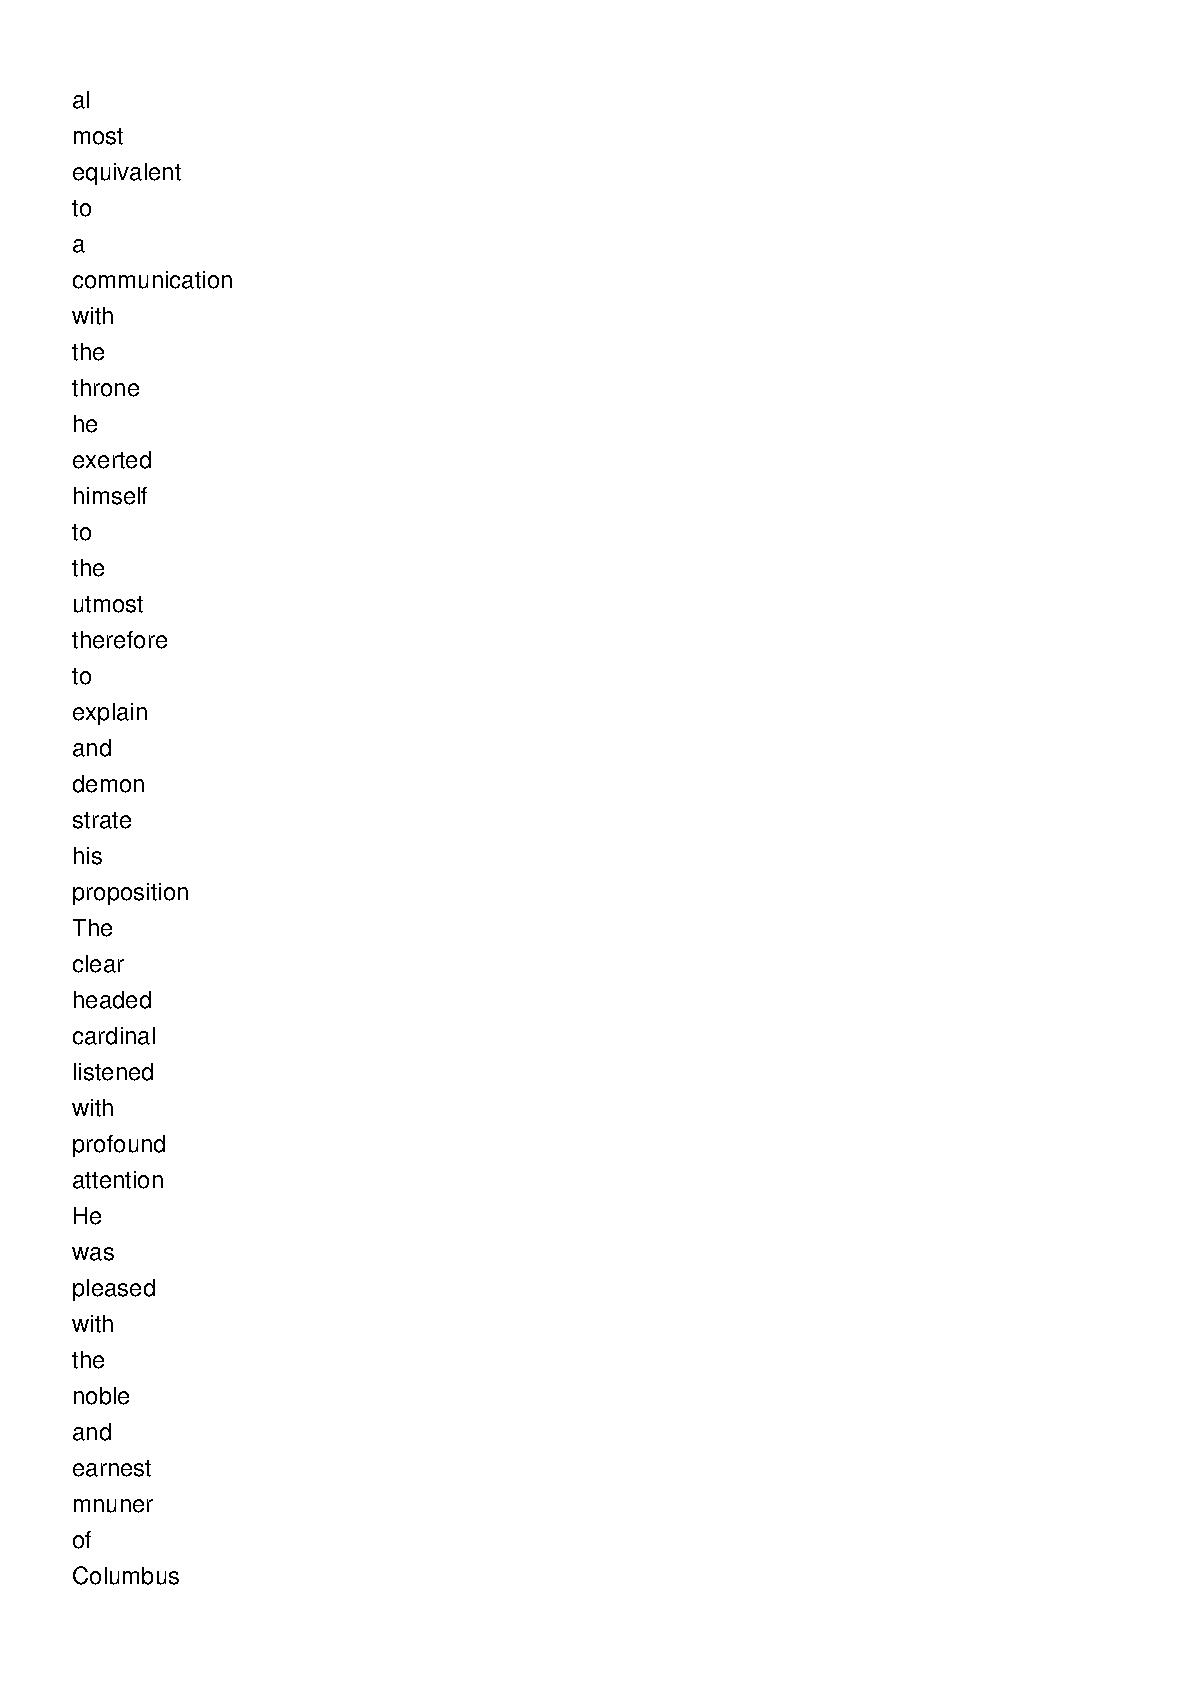 al
most
equivalent
to
a
communication
with
the
throne
he
exerted
himself
to
the
utmost
therefore
to
explain
and
demon
strate
his
proposition
The
clear
headed
cardinal
listened
with
profound
attention
He
was
pleased
with
the
noble
and
earnest
mnuner
of
Columbus